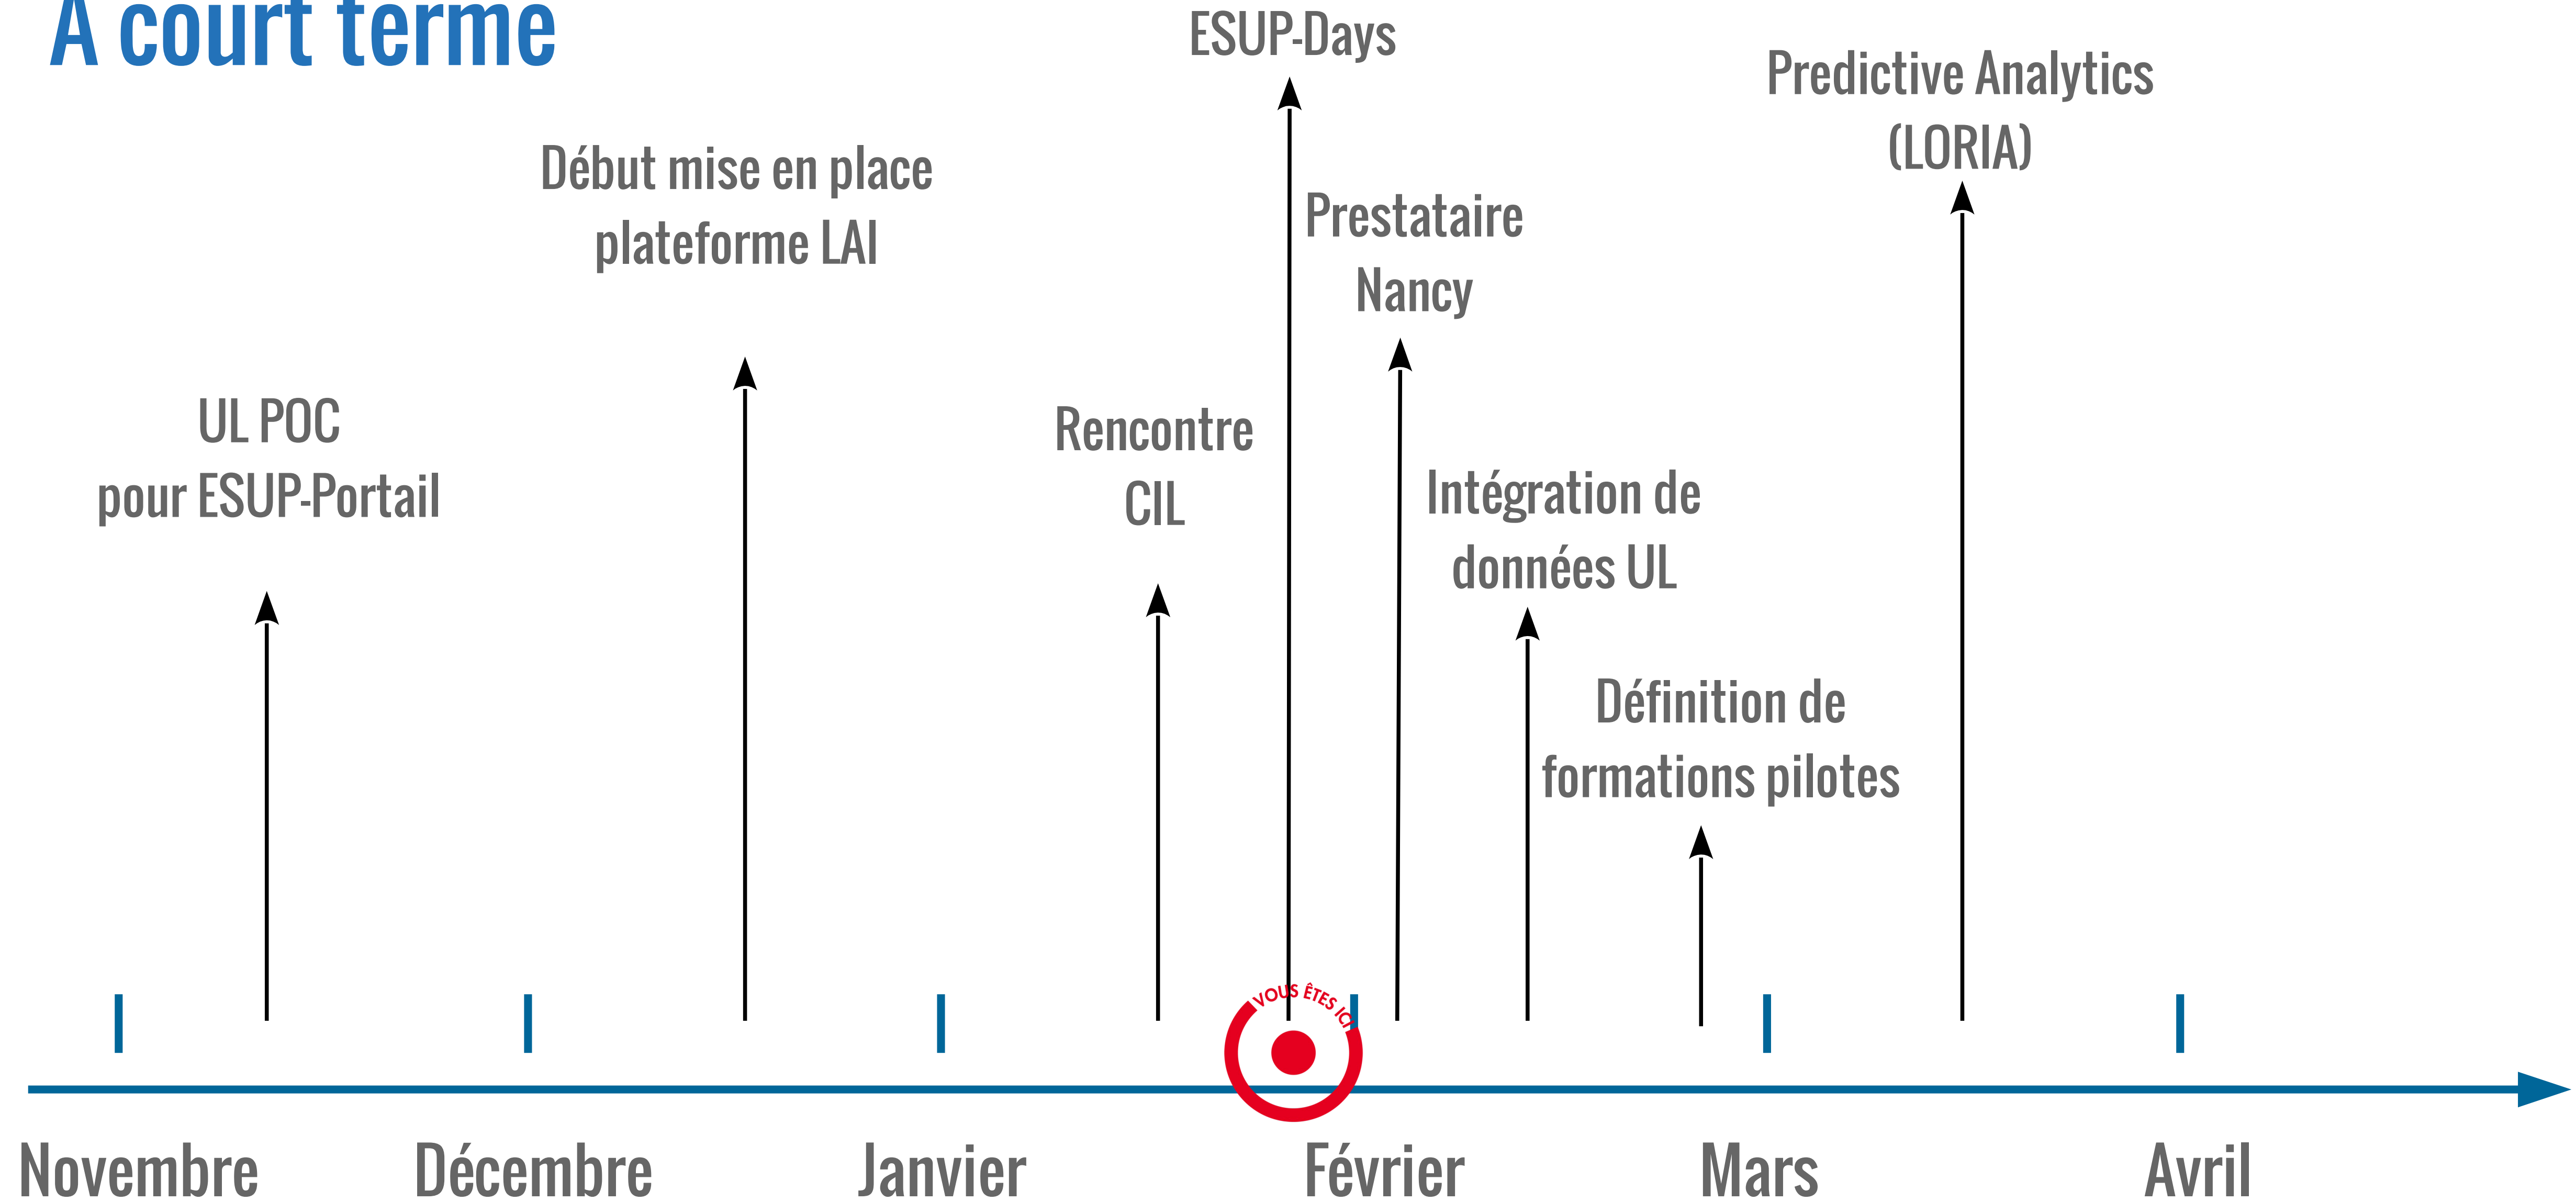 A court terme
ESUP-Days
Predictive Analytics
(LORIA)
Début mise en place
plateforme LAI
Prestataire
Nancy
UL POC
pour ESUP-Portail
Rencontre
CIL
Intégration de
données UL
Définition de
formations pilotes
VOUS ÊTES ICI
Novembre
Décembre
Janvier
Février
Mars
Avril